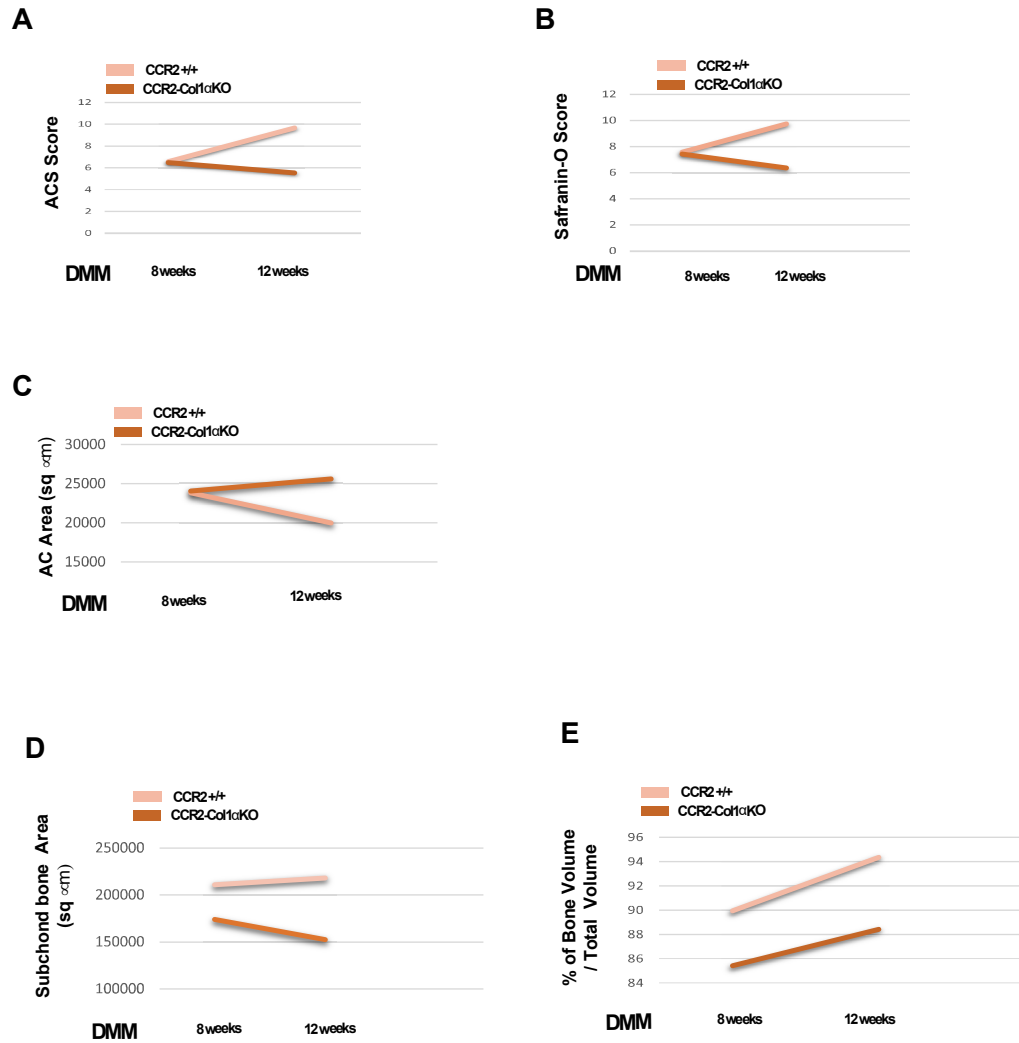 A
CCR2 +/+
CCR2-Col1αKO
ACS Score
12
10
8
6
4
2
0
DMM
8 weeks
12 weeks
B
CCR2 +/+
CCR2-Col1αKO
Safranin-O Score
12
10
8
6
4
2
0
DMM
8 weeks
12 weeks
C
CCR2 +/+
CCR2-Col1αKO
AC Area (sq ∝m)
30000
25000
20000
15000
DMM
8 weeks
12 weeks
D
CCR2 +/+
CCR2-Col1αKO
Subchond bone Area
(sq ∝m)
250000
200000
150000
100000
DMM
8 weeks
12 weeks
E
CCR2 +/+
CCR2-Col1αKO
% of Bone Volume
/ Total Volume
96
94
92
90
88
86
84
DMM
8 weeks
12 weeks